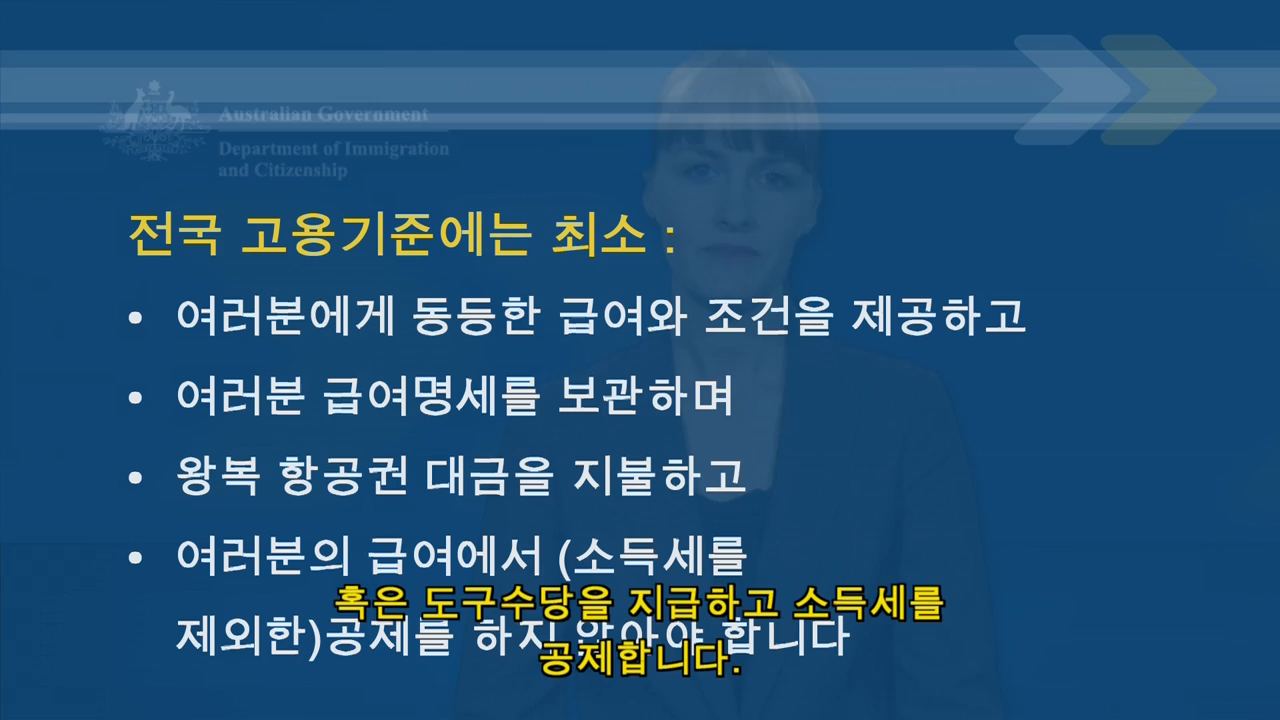 Australian Government
Department of Immigration
and Citizenship
전국 고용기준에는 최소 :
• 여러분에게 동등한 급여와 조건을 제공하고
• 여러분 급여명세를 보관하며
• 왕복 항공권 대금을 지불하고
• 여러분의 급여에서 (소득세를
제외한)공제를 하지 않아야 합니다
혹은 도구수당을 지급하고 소득세를
공제합니다.